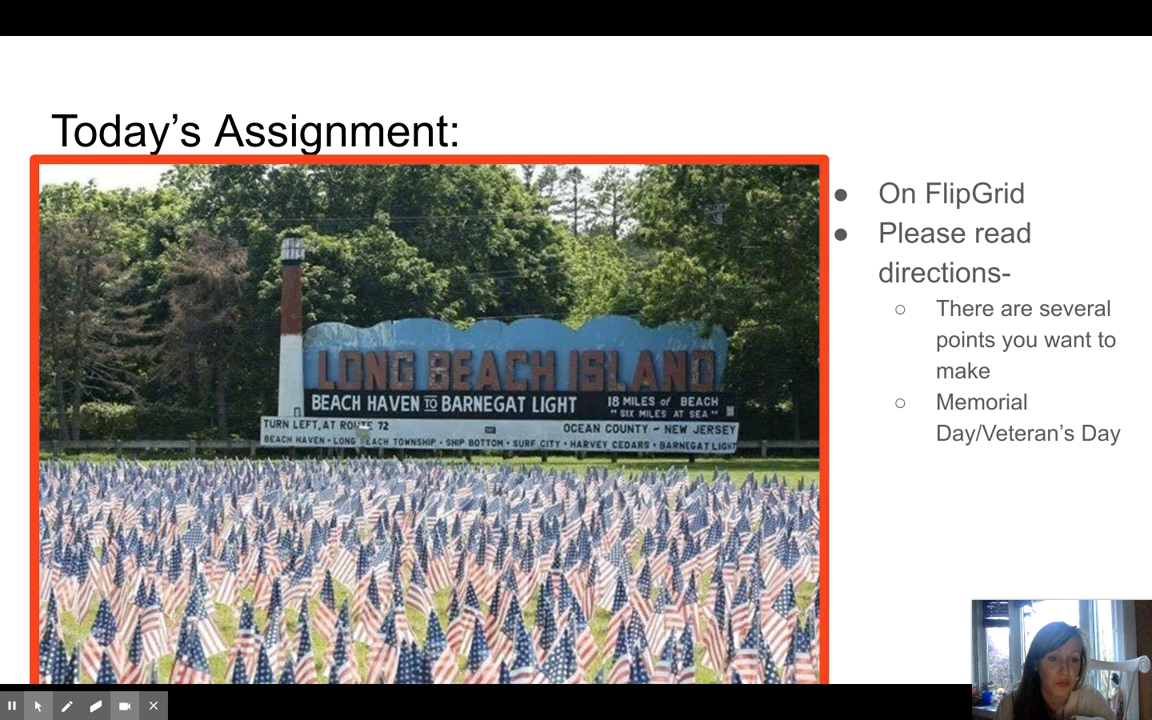 Today’s Assignment:
LONG BEACH ISLAND
BEACH HAVEN TO BARNEGAT LIGHT
18 MILES of BEACH
"SIX MILES AT SEA"
TURN LEFT, AT ROUTE 72
OCEAN COUNTY ~ NEW JERSEY
BEACH HAVEN • LONG BEACH TOWNSHIP • SHIP BOTTOM • SURF CITY • HARVEY CEDARS • BARNEGAT LIGHT
● On FlipGrid
● Please read
directions-
○ There are several
points you want to
make
○ Memorial
Day/Veteran’s Day